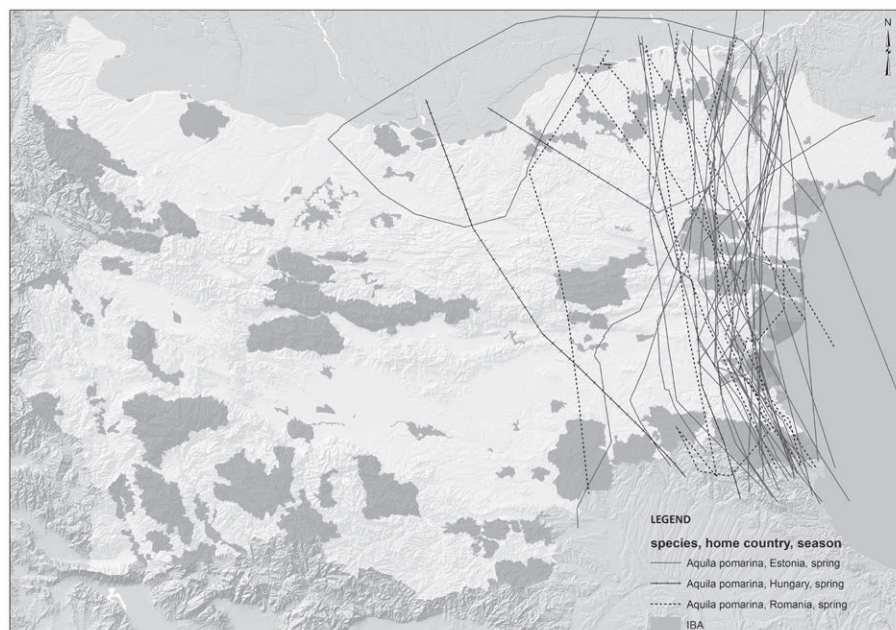 N
LEGEND
species, home country, season
Aquila pomarina, Estonia, spring
Aquila pomarina, Hungary, spring
Aquila pomarina, Romania, spring
IBA